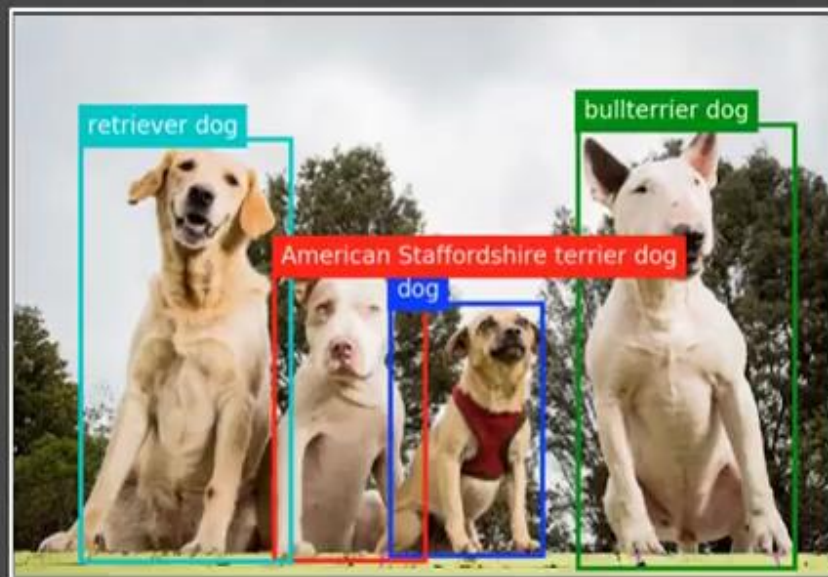 retriever dog
bullterrier dog
American Staffordshire terrier dog
dog